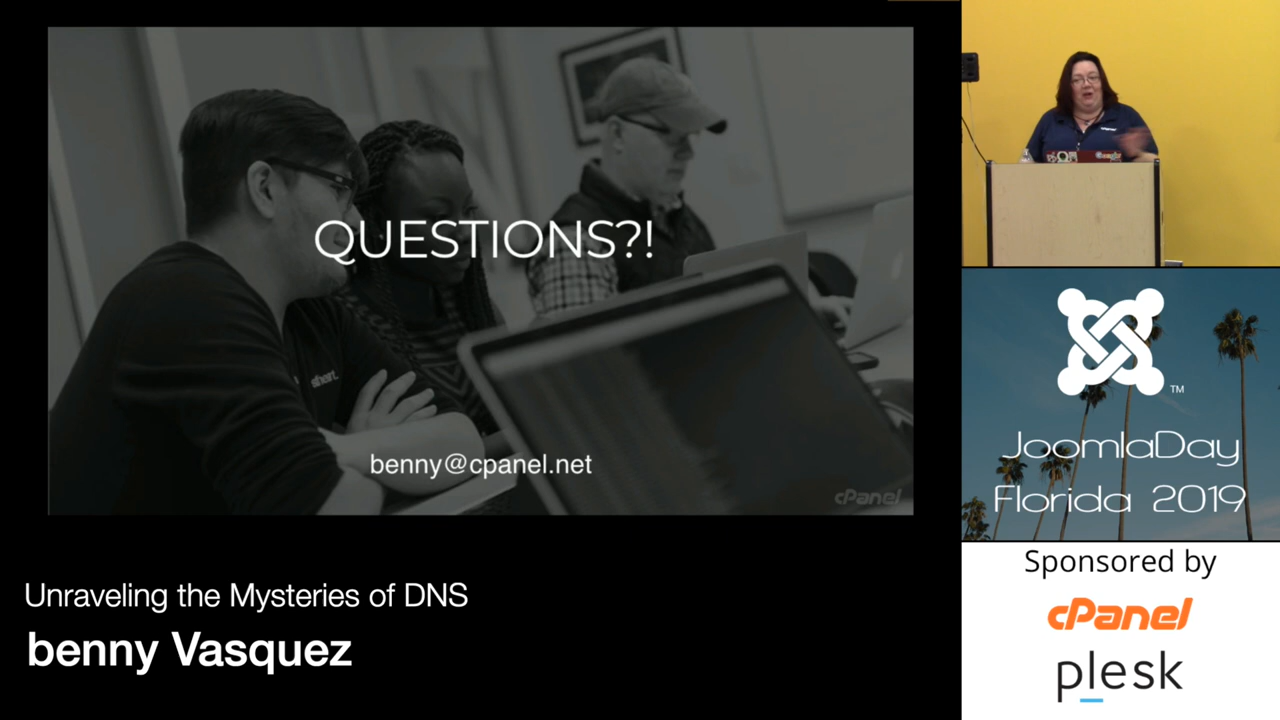 QUESTIONS?!
benny@cpanel.net
cPanel
Unraveling the Mysteries of DNS
benny Vasquez
TM
JoomlaDay
Florida 2019
Sponsored by
cPanel
plesk